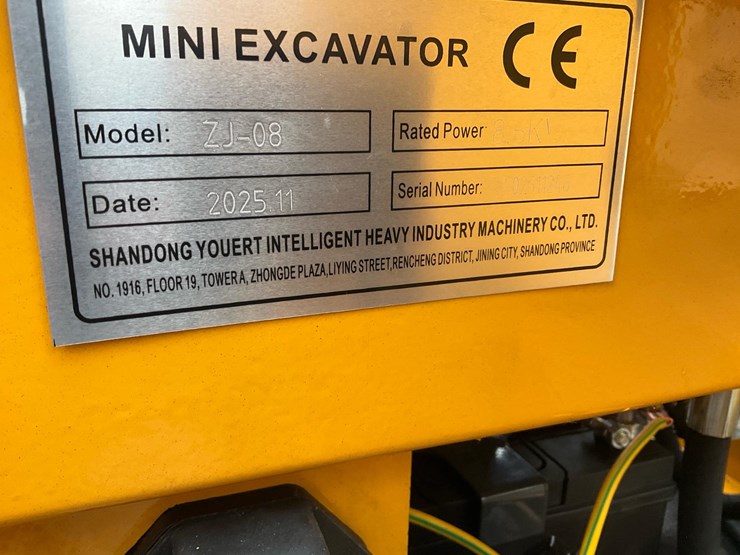 MINI EXCAVATOR CE
Model: ZJ-08 Rated Power:
Date: 2025.11 Serial Number:
SHANDONG YOUERT INTELLIGENT HEAVY INDUSTRY MACHINERY CO., LTD.
NO. 1916, FLOOR 19, TOWER A, ZHONGDE PLAZA, LIYING STREET, RENCHENG DISTRICT, JINING CITY, SHANDONG PROVINCE